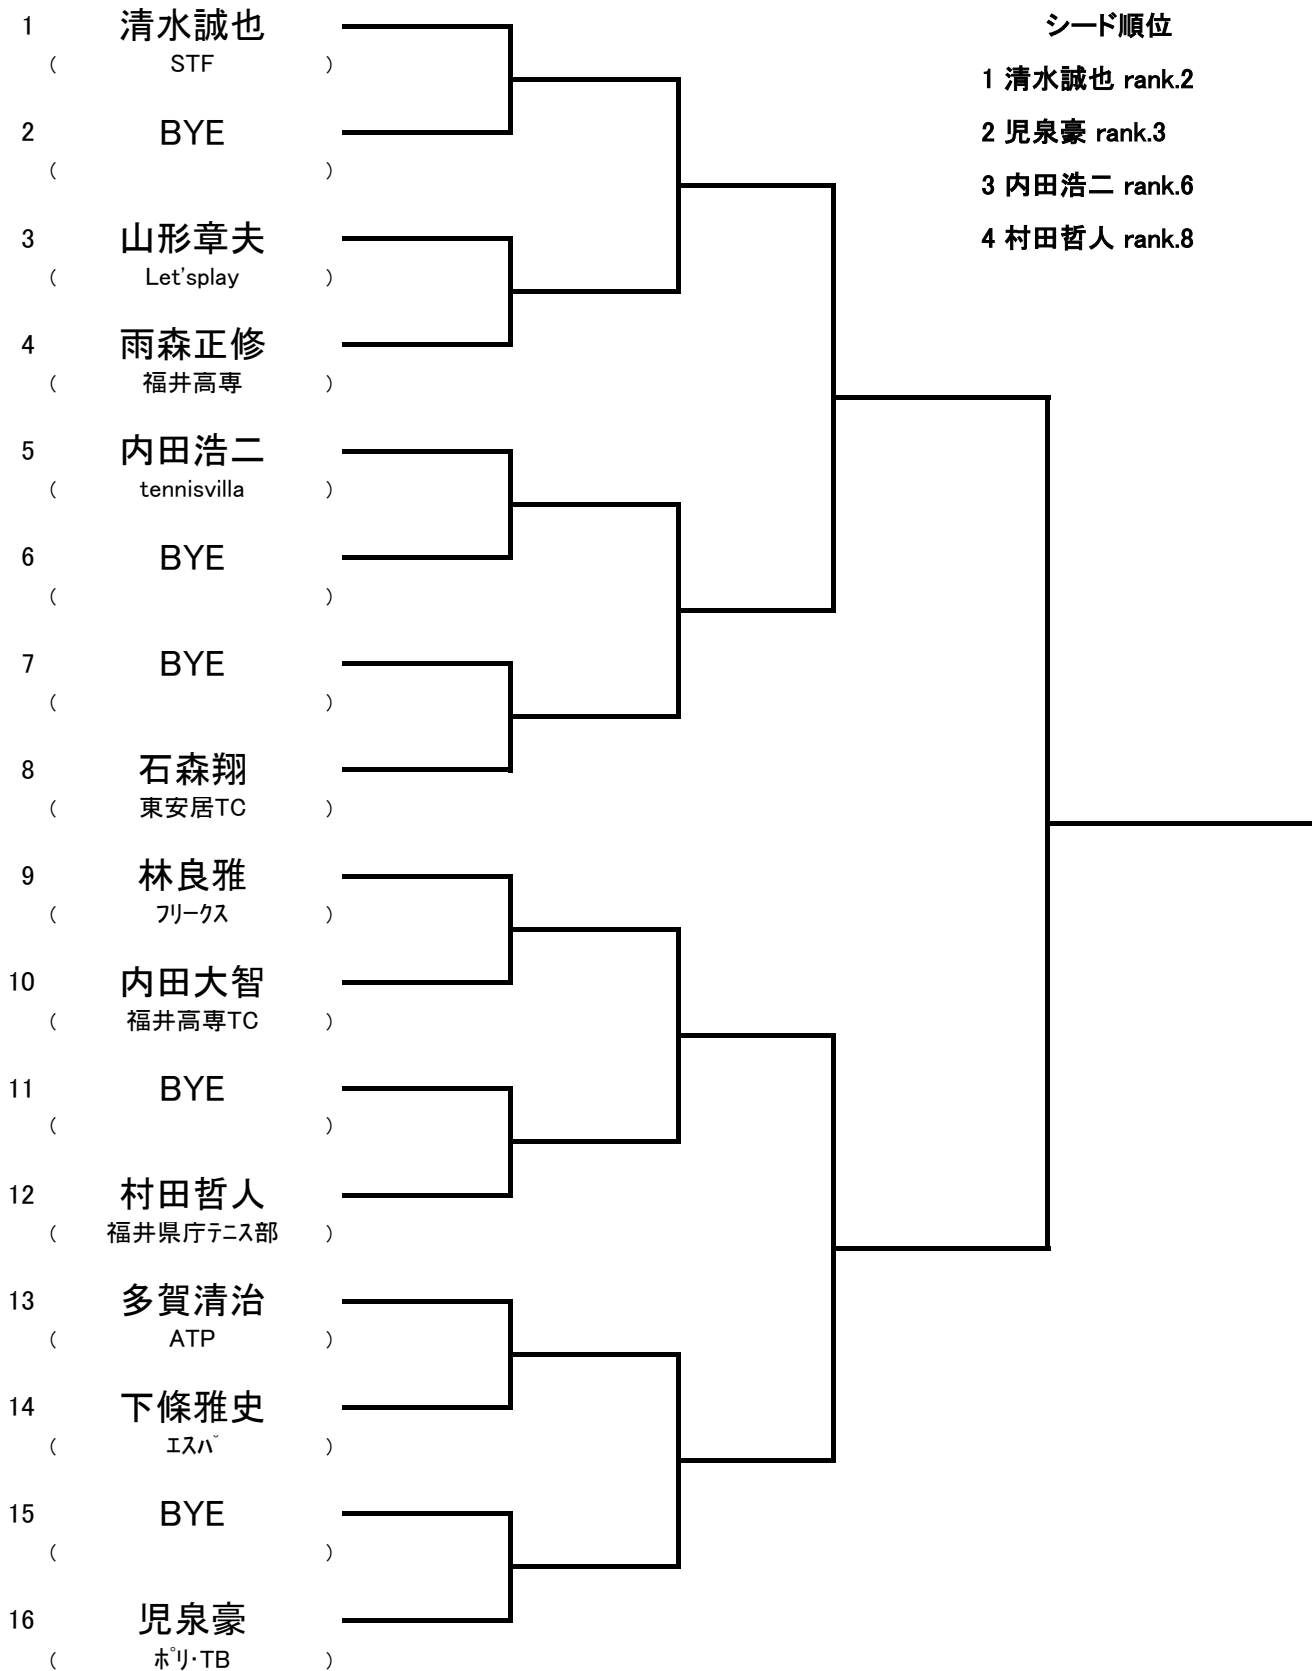 1 清水誠也
( STF )
2 BYE
( )
3 山形章夫
( Let'splay )
4 雨森正修
( 福井高専 )
5 内田浩二
( tennisvilla )
6 BYE
( )
7 BYE
( )
8 石森翔
( 東安居TC )
9 林良雅
( ﾌﾘｰｸｽ )
10 内田大智
( 福井高専TC )
11 BYE
( )
12 村田哲人
( 福井県庁ﾃﾆｽ部 )
13 多賀清治
( ATP )
14 下條雅史
( ｴｽﾊﾞ )
15 BYE
( )
16 児泉豪
( ﾎﾟﾘ･TB )
シード順位
1 清水誠也 rank.2
2 児泉豪 rank.3
3 内田浩二 rank.6
4 村田哲人 rank.8